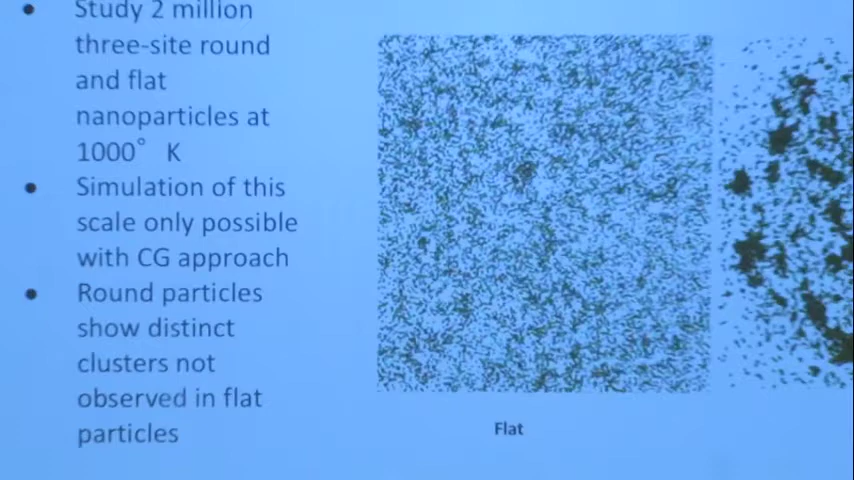 • Study 2 million
three-site round
and flat
nanoparticles at
1000° K
• Simulation of this
scale only possible
with CG approach
• Round particles
show distinct
clusters not
observed in flat
particles
Flat